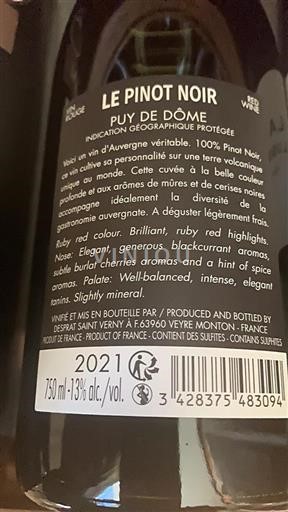 VIN ROUGE
LE PINOT NOIR
RED WINE
PUY DE DÔME
INDICATION GÉOGRAPHIQUE PROTÉGÉE
Voici un vin d'Auvergne véritable. 100% Pinot Noir,
ce vin cultive sa personnalité sur une terre volcanique
unique au monde. Cette cuvée à la belle couleur
profonde et aux arômes de mûres et de cerises noires
accompagne idéalement la diversité de la
gastronomie auvergnate. A déguster légèrement frais.
Ruby red colour. Brilliant, ruby red highlights.
Nose: Elegant, generous blackcurrant aromas,
subtle burlat cherries aromas and a hint of spice
aromas. Palate: Well-balanced, intense, elegant
tanins. Slightly mineral.
VINOU
VINIFIÉ ET MIS EN BOUTEILLE PAR / PRODUCED AND BOTTLED BY
DESPRAT SAINT VERNY À F.63960 VEYRE MONTON - FRANCE
PRODUIT DE FRANCE - PRODUCT OF FRANCE - CONTIENT DES SULFITES - CONTAINS SULPHITES
2021
750 ml-13% alc./vol.
3 428375 483094